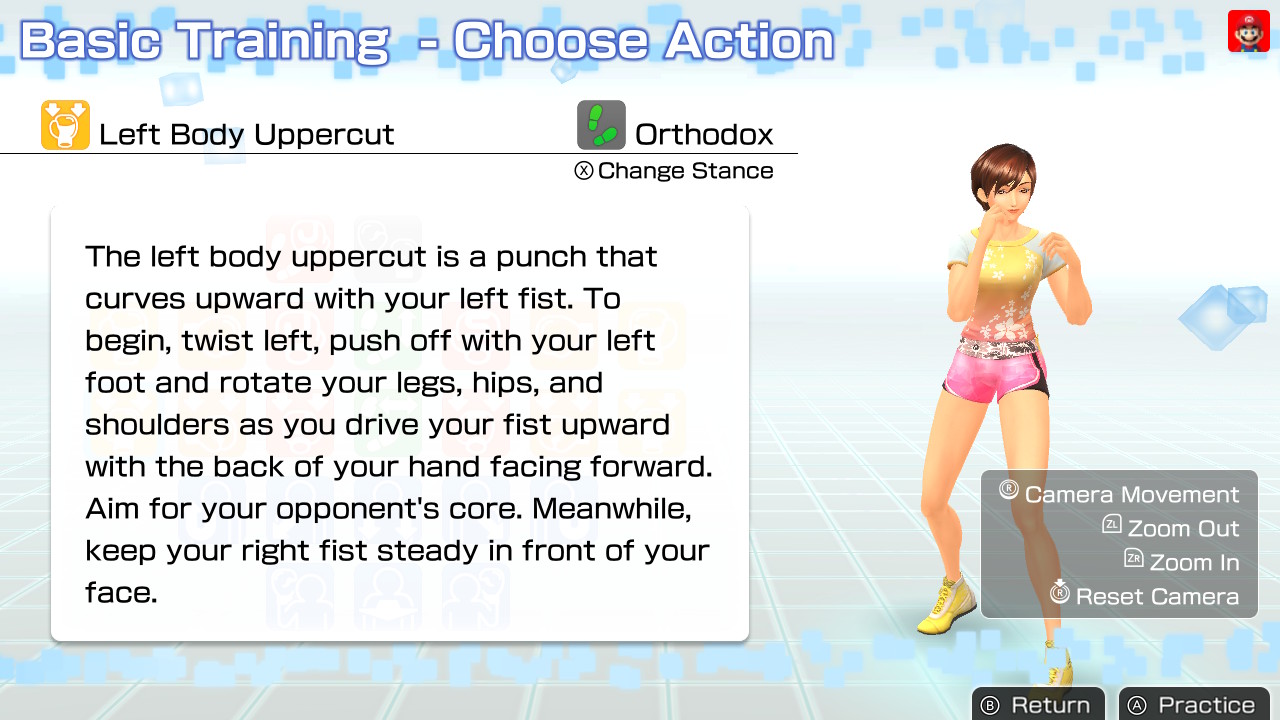 Basic Training - Choose Action
Left Body Uppercut
Orthodox
X Change Stance
The left body uppercut is a punch that
curves upward with your left fist. To
begin, twist left, push off with your left
foot and rotate your legs, hips, and
shoulders as you drive your fist upward
with the back of your hand facing forward.
Aim for your opponent's core. Meanwhile,
keep your right fist steady in front of your
face.
R Camera Movement
ZL Zoom Out
ZR Zoom In
R Reset Camera
B Return
A Practice